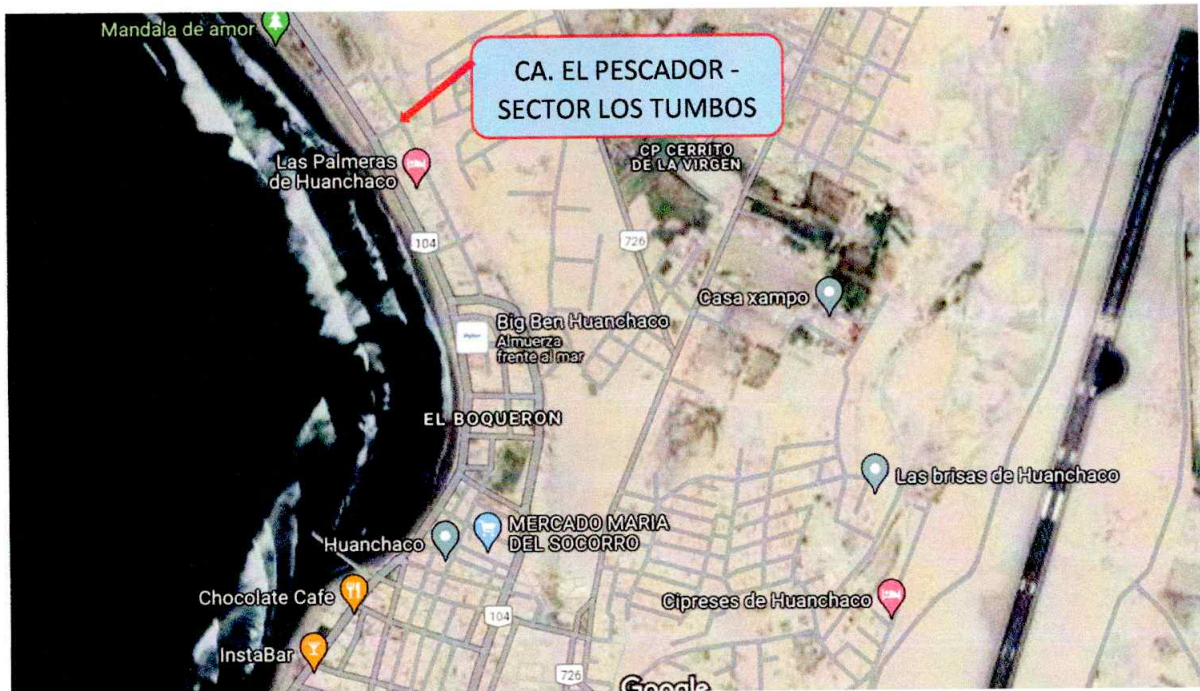 Mandala de amor
CA. EL PESCADOR -
SECTOR LOS TUMBOS
CP CERRITO
DE LA VIRGEN
Las Palmeras
de Huanchaco
104
726
Casa xampo
Big Ben Huanchaco
Almuerza
frente al mar
EL BOQUERON
Las brisas de Huanchaco
MERCADO MARIA
DEL SOCORRO
Huanchaco
Chocolate Cafe
Cipreses de Huanchaco
104
InstaBar
726
Google